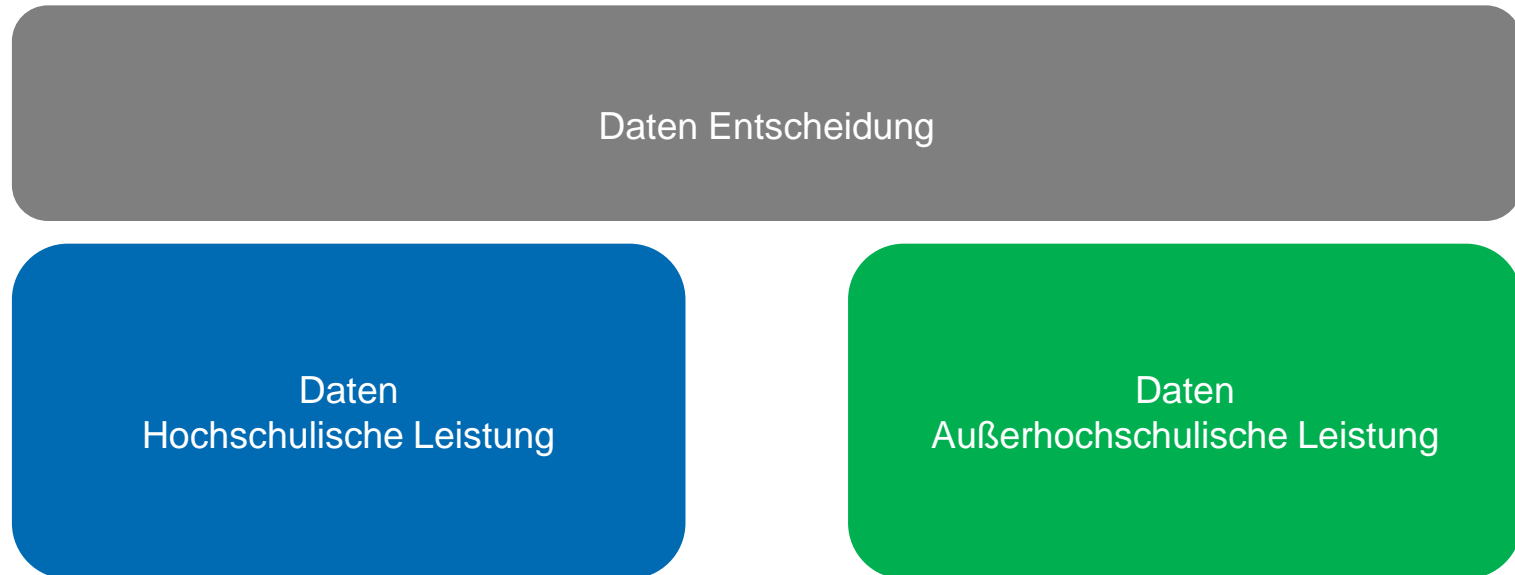 Daten Entscheidung
Daten
Hochschulische Leistung
Daten
Außerhochschulische Leistung